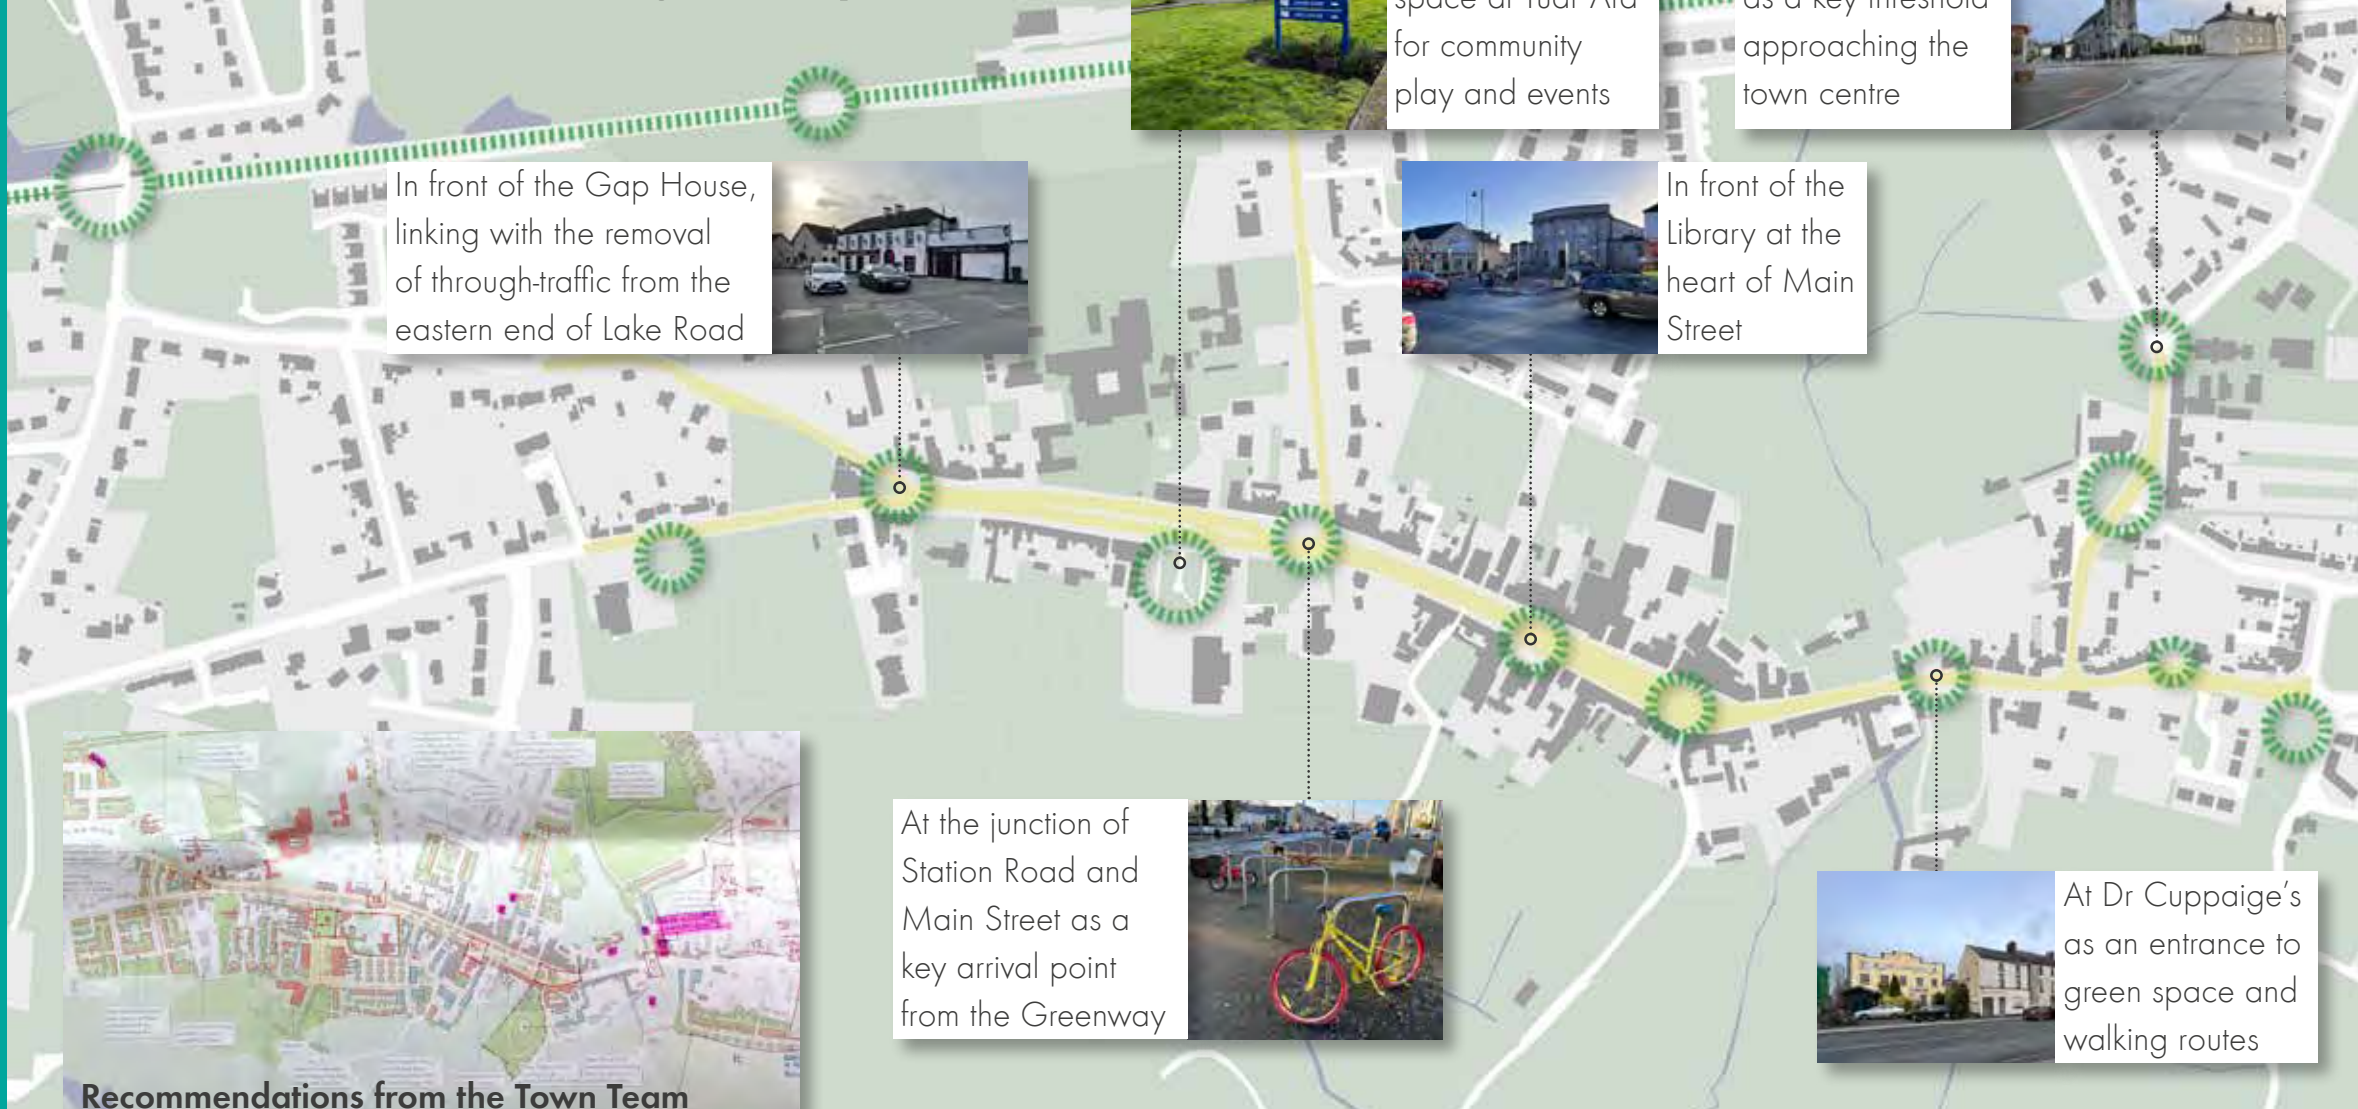 for community
play and events
as a key threshold
approaching the
town centre
In front of the Gap House,
linking with the removal
of through-traffic from the
eastern end of Lake Road
In front of the
Library at the
heart of Main
Street
At the junction of
Station Road and
Main Street as a
key arrival point
from the Greenway
At Dr Cuppaige’s
as an entrance to
green space and
walking routes
Recommendations from the Town Team